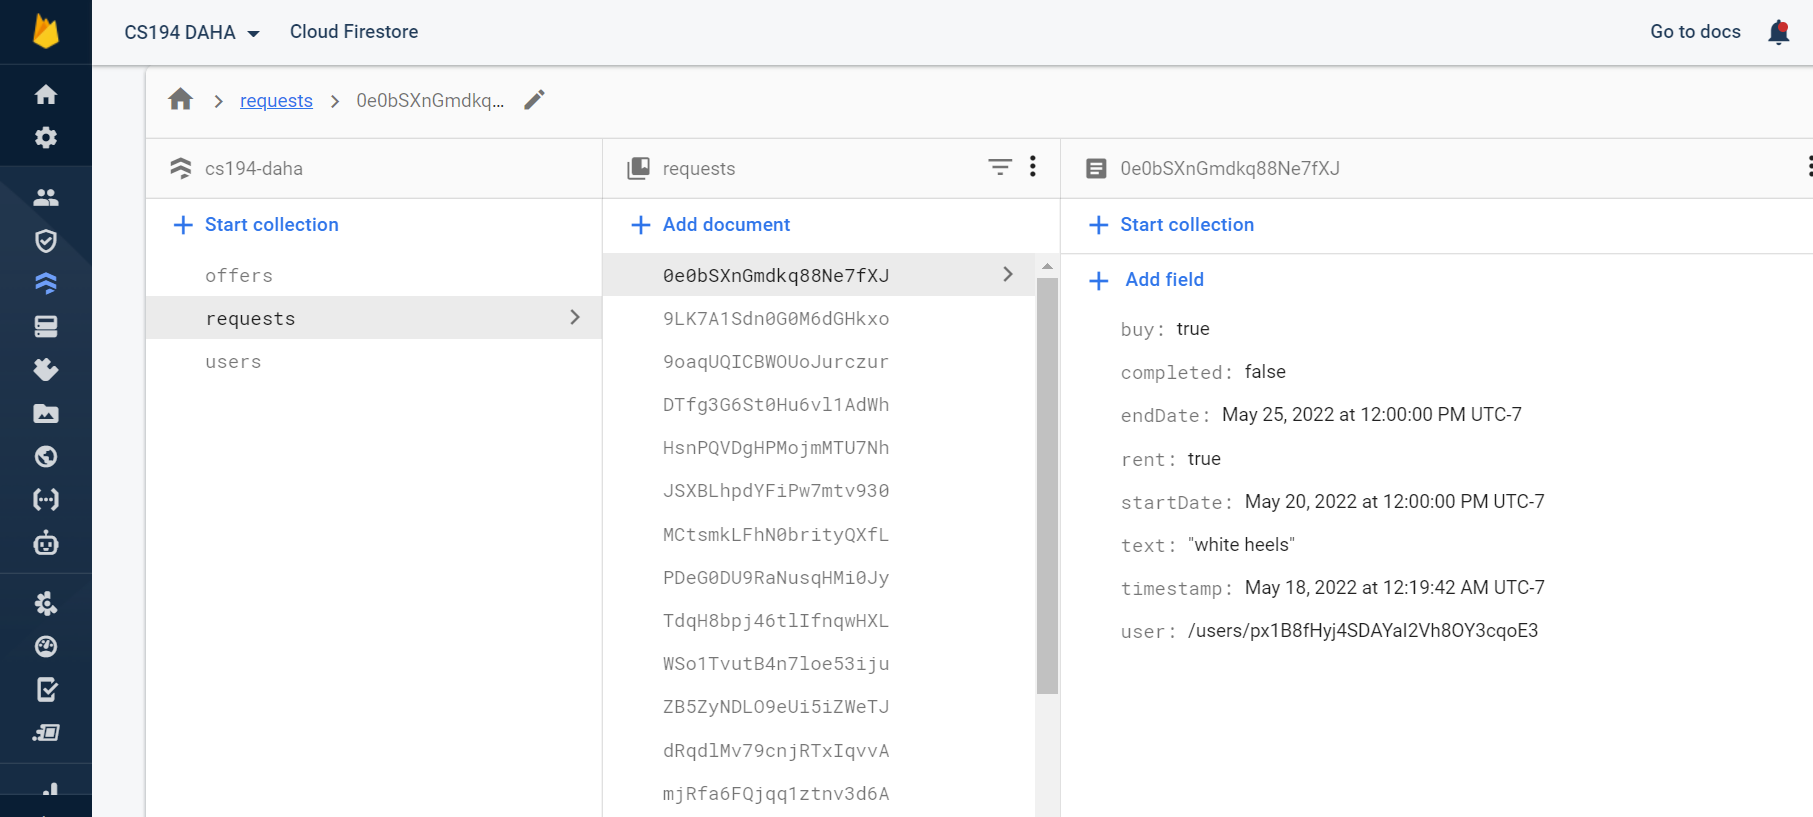 CS194 DAHA
Cloud Firestore
Go to docs
requests
0e0bSXnGmdkq...
cs194-daha
requests
0e0bSXnGmdkq88Ne7fXJ
Start collection
Add document
Start collection
offers
requests
users
0e0bSXnGmdkq88Ne7fXJ
9LK7A1Sdn0G0M6dGHkxo
9oaqUQICBWOUoJurczur
DTfg3G6St0Hu6vl1AdWh
HsnPQVDgHPMojmMTU7Nh
JSXBLhpdYFiPw7mtv930
MCtsmkLFhN0brityQXfL
PDeG0DU9RaNusqHMi0Jy
TdqH8bpj46tlIfnqwHXL
WSo1TvutB4n7loe53iju
ZB5ZyNDLO9eUi5iZWeTJ
dRqdlMv79cnjRTxIqvvA
mjRfa6FQjqq1ztnv3d6A
Add field
buy: true
completed: false
endDate: May 25, 2022 at 12:00:00 PM UTC-7
rent: true
startDate: May 20, 2022 at 12:00:00 PM UTC-7
text: "white heels"
timestamp: May 18, 2022 at 12:19:42 AM UTC-7
user: /users/px1B8fHyj4SDAYal2Vh8OY3cqoE3